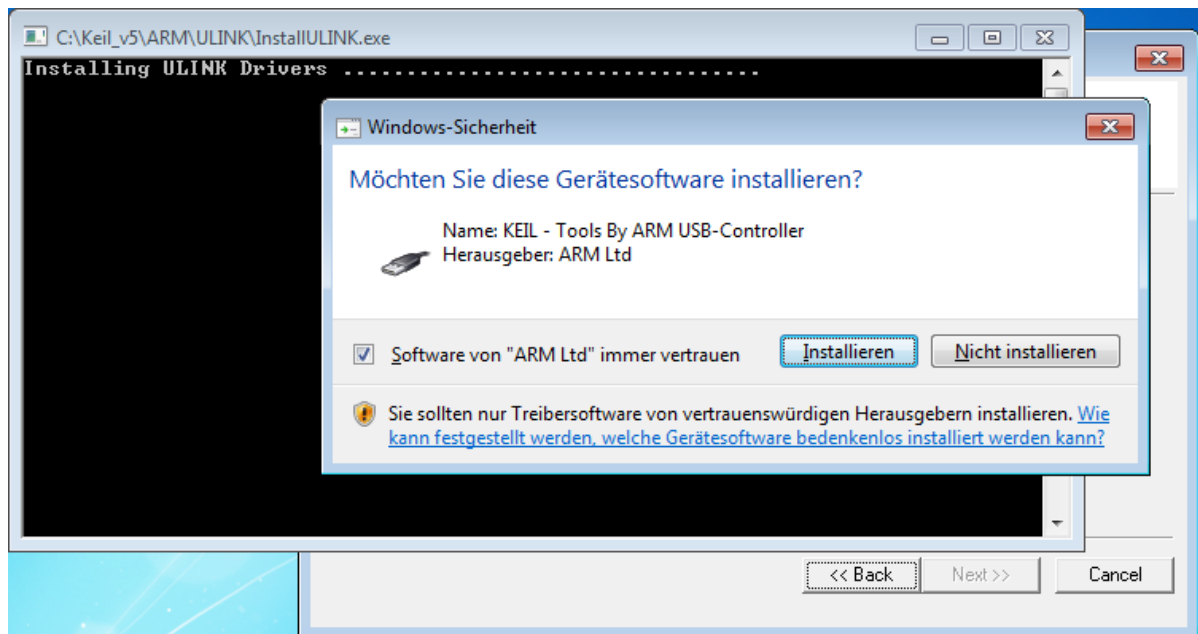 C:\Keil_v5\ARM\ULINK\InstallULINK.exe
Installing ULINK Drivers .................................
Windows-Sicherheit
Möchten Sie diese Gerätesoftware installieren?
Name: KEIL - Tools By ARM USB-Controller
Herausgeber: ARM Ltd
Software von "ARM Ltd" immer vertrauen
Installieren
Nicht installieren
Sie sollten nur Treibersoftware von vertrauenswürdigen Herausgebern installieren. Wie
kann festgestellt werden, welche Gerätesoftware bedenkenlos installiert werden kann?
<< Back
Next >>
Cancel